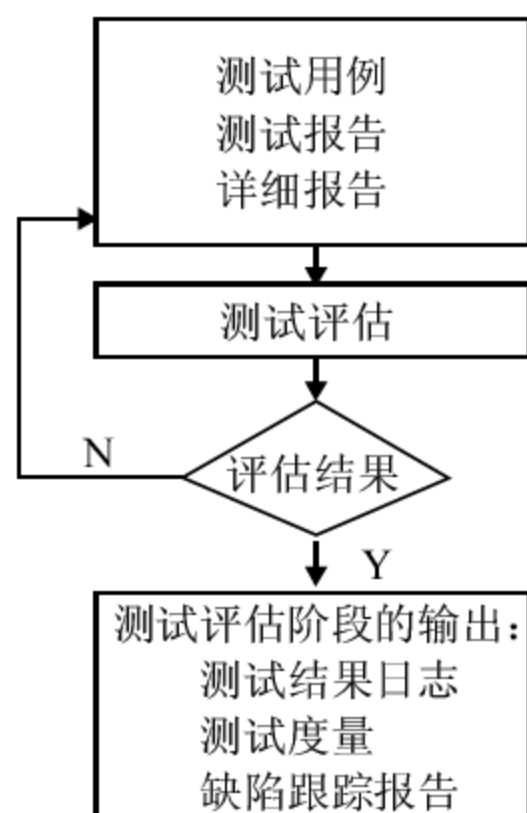 测试用例
测试报告
详细报告
测试评估
评估结果
N
Y
测试评估阶段的输出：
测试结果日志
测试度量
缺陷跟踪报告